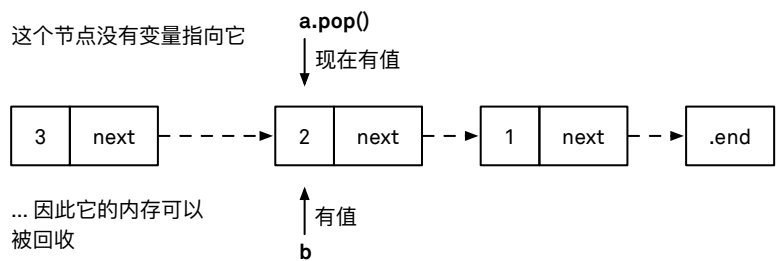 这个节点没有变量指向它
a.pop()
现在有值
3 next 2 next 1 next .end
... 因此它的内存可以
被回收
有值
b